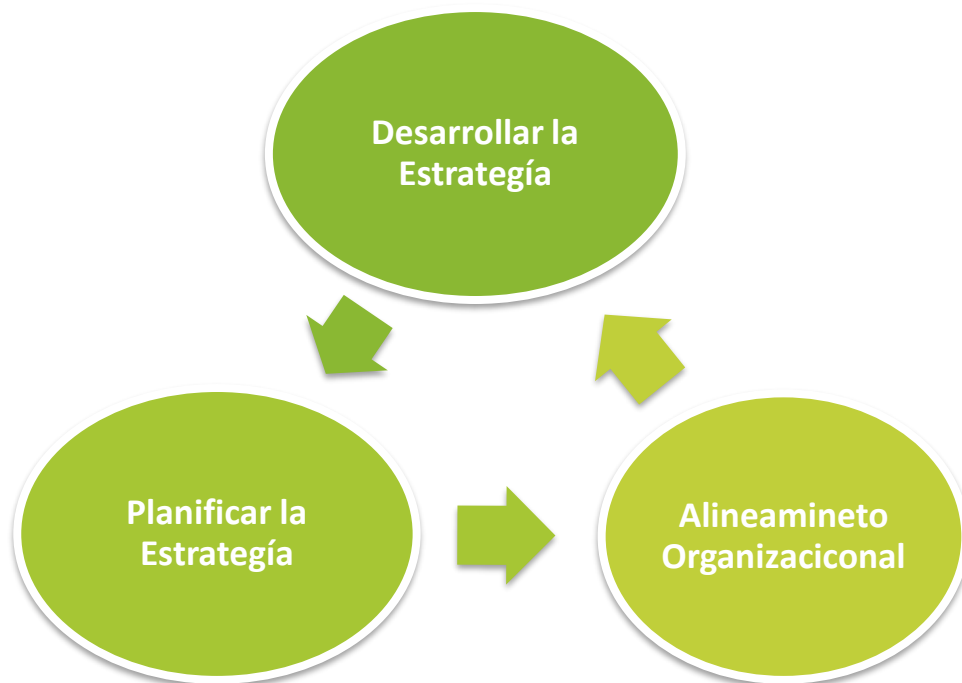 Desarrollar la
Estrategía
Planificar la
Estrategía
Alineamineto
Organizaciconal